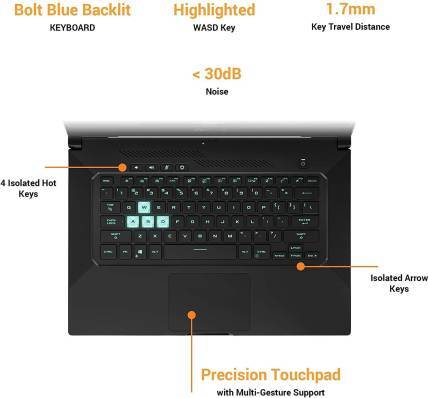 Bolt Blue Backlit
KEYBOARD
Highlighted
WASD Key
1.7mm
Key Travel Distance
< 30dB
Noise
4 Isolated Hot
Keys
Q W E R T Y U I O P
A S D F G H J K L
Z X C V B N M
Isolated Arrow
Keys
Precision Touchpad
with Multi-Gesture Support